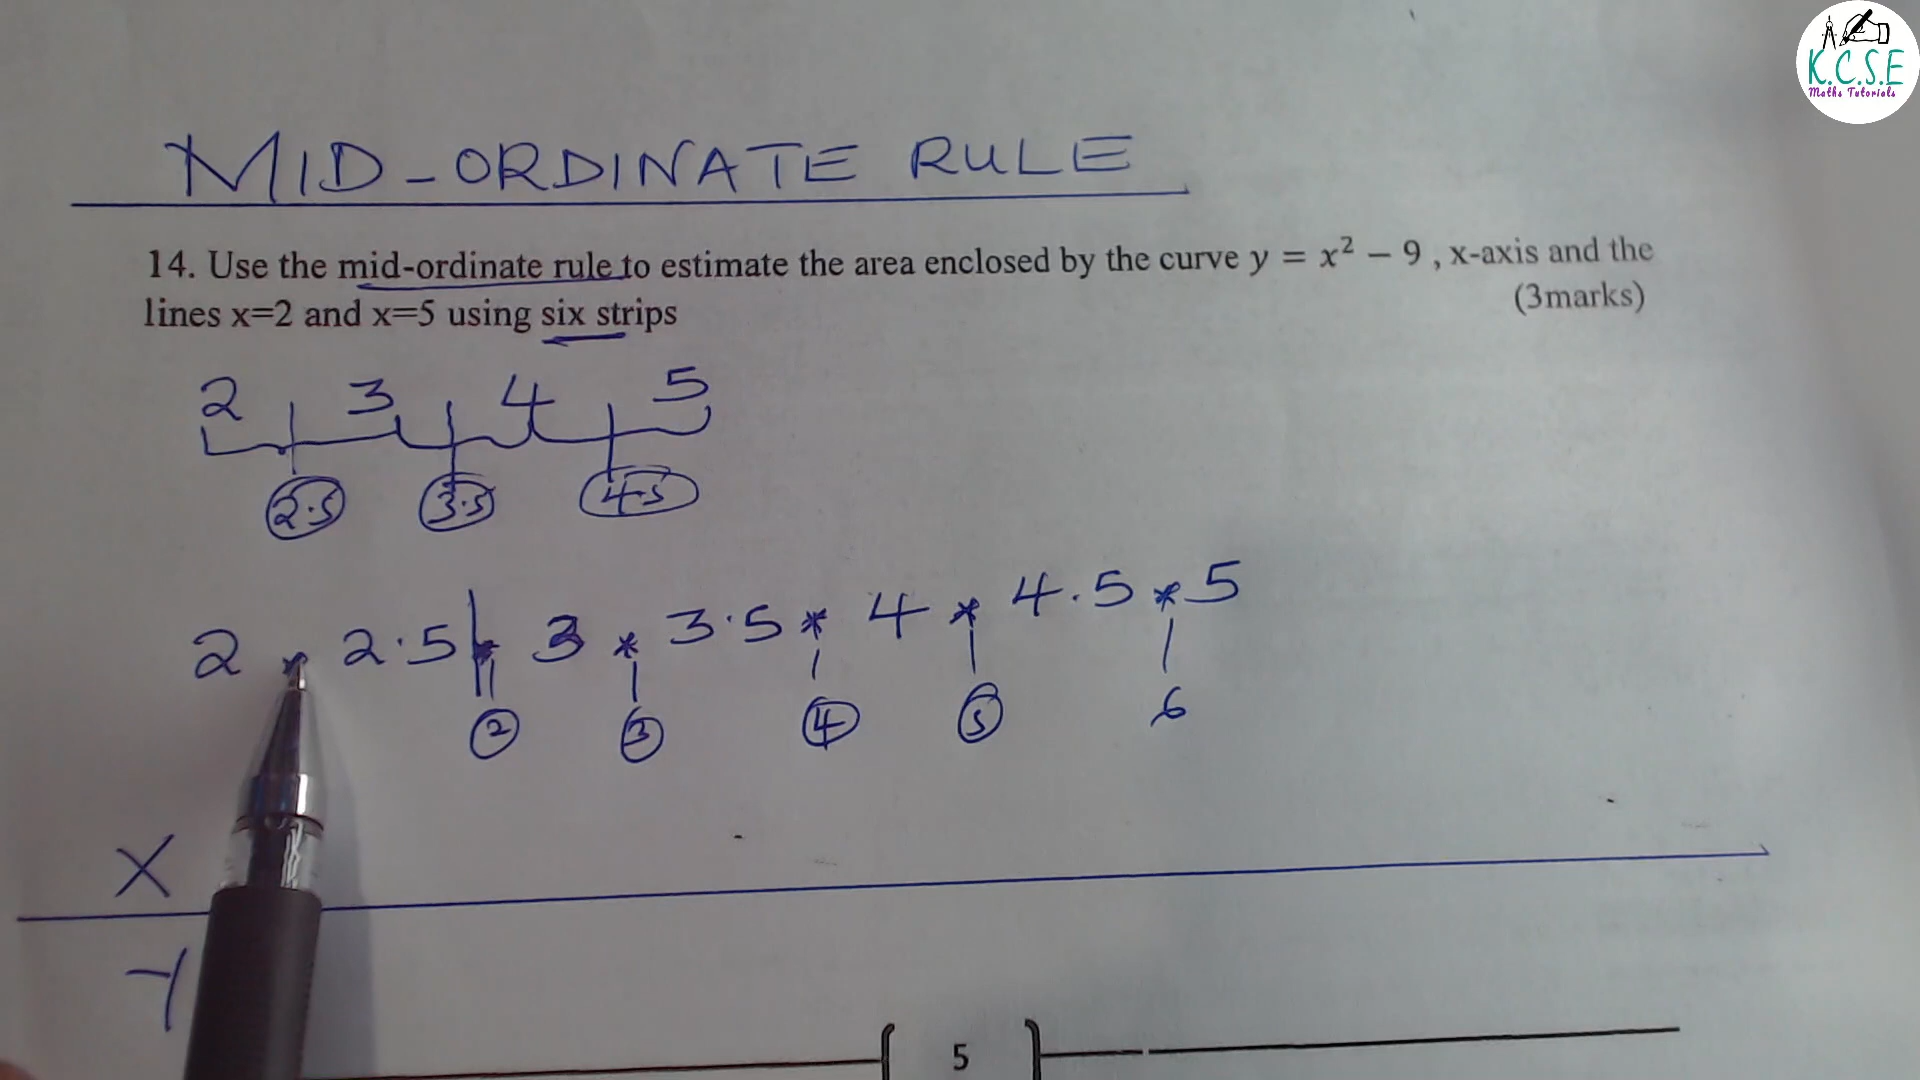 K.C.S.E
Maths Tutorials
MID-ORDINATE RULE
14. Use the mid-ordinate rule to estimate the area enclosed by the curve y = x² − 9 , x-axis and the
lines x=2 and x=5 using six strips
(3marks)
2 3 4 5
2.5 3.5 4.5
2 * 2.5 * 3 * 3.5 * 4 * 4.5 * 5
2 3 4 5 6
X
Y
5